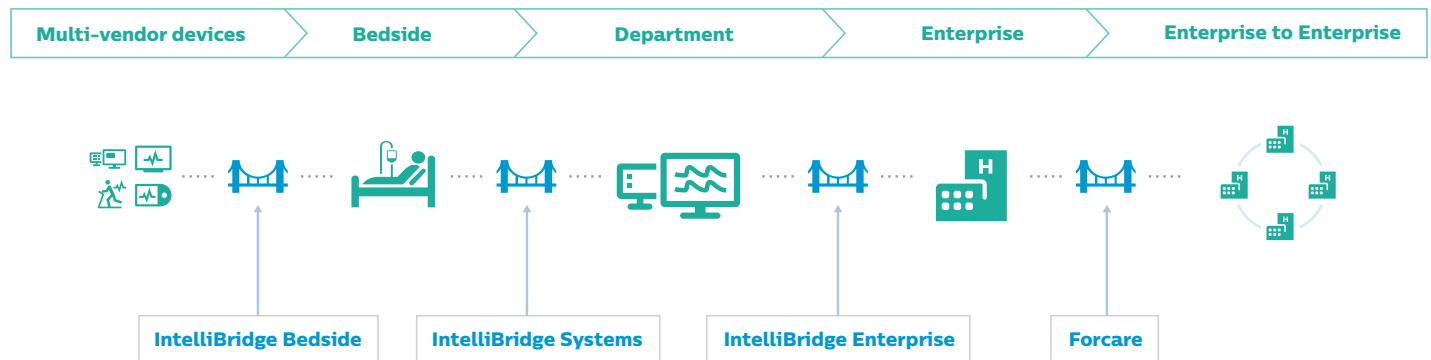 Multi-vendor devices
Bedside
Department
Enterprise
Enterprise to Enterprise
H
H
H
H
H
IntelliBridge Bedside
IntelliBridge Systems
IntelliBridge Enterprise
Forcare